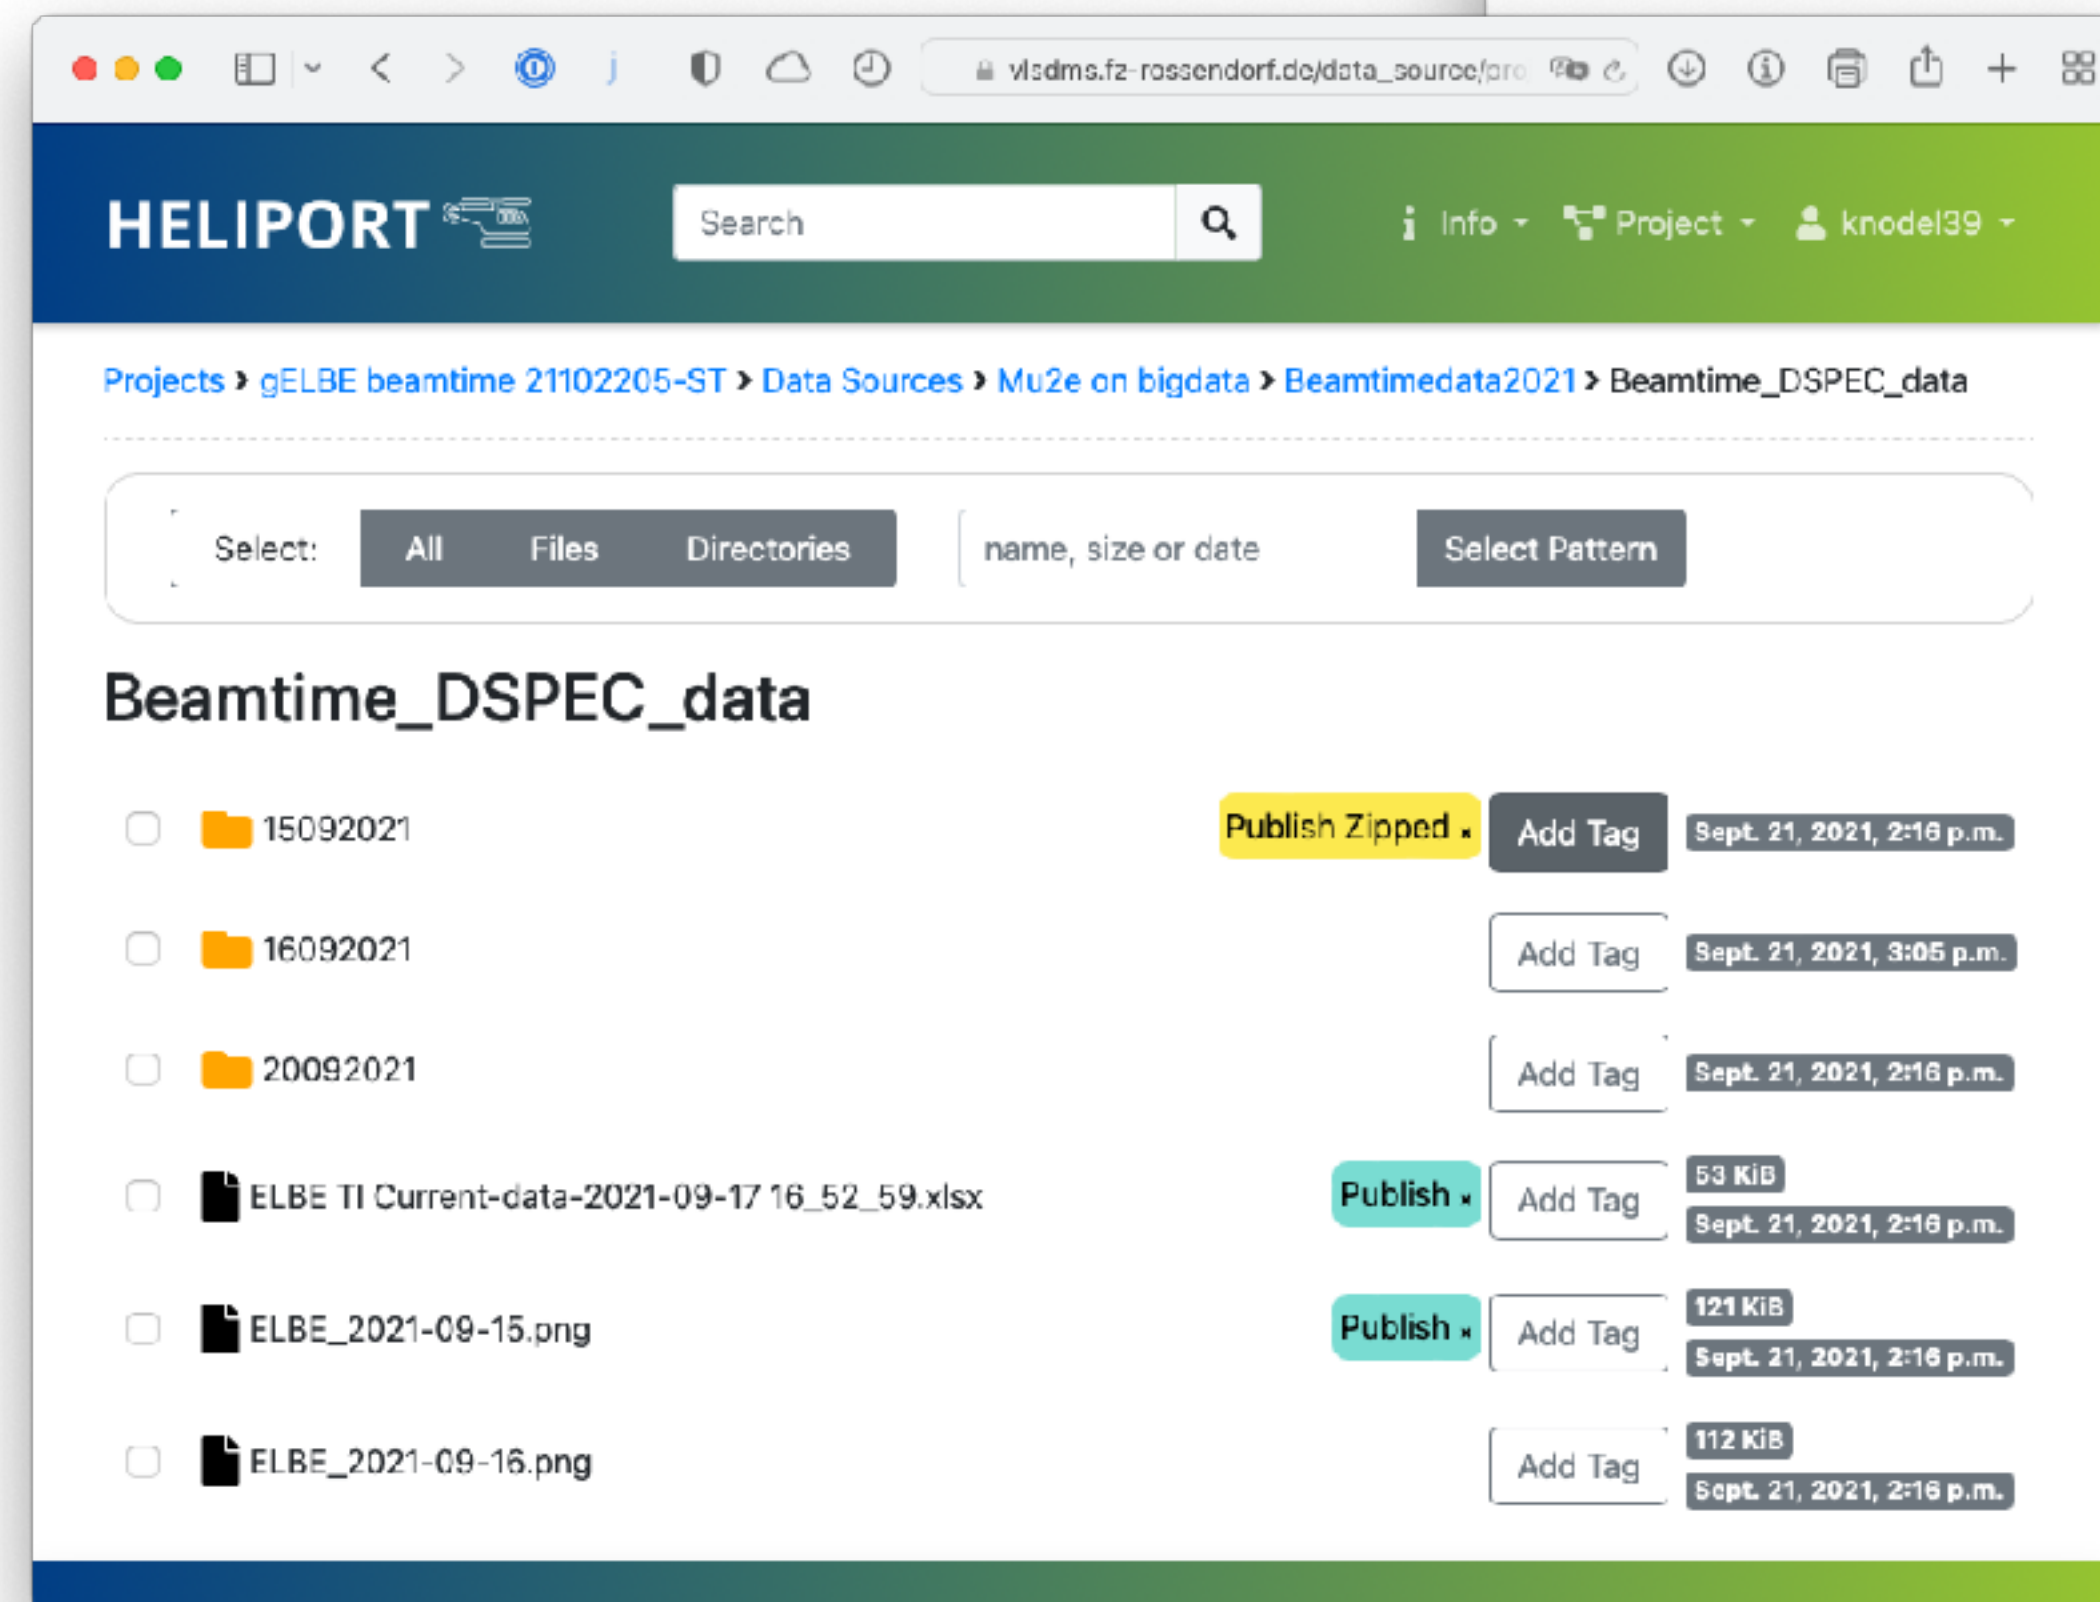 vlsdms.fz-rossendorf.de/data_source/pro
HELIPORT Search Info Project knodel39
Projects > gELBE beamtime 21102205-ST > Data Sources > Mu2e on bigdata > Beamtimedata2021 > Beamtime_DSPEC_data
Select: All Files Directories name, size or date Select Pattern
Beamtime_DSPEC_data
15092021 Publish Zipped × Add Tag Sept. 21, 2021, 2:16 p.m.
16092021 Add Tag Sept. 21, 2021, 3:05 p.m.
20092021 Add Tag Sept. 21, 2021, 2:16 p.m.
ELBE TI Current-data-2021-09-17 16_52_59.xlsx Publish × Add Tag 53 KiB
Sept. 21, 2021, 2:16 p.m.
ELBE_2021-09-15.png Publish × Add Tag 121 KiB
Sept. 21, 2021, 2:16 p.m.
ELBE_2021-09-16.png Add Tag 112 KiB
Sept. 21, 2021, 2:16 p.m.